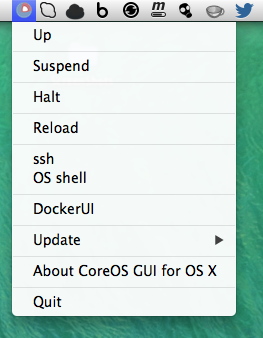 Up
Suspend
Halt
Reload
ssh
OS shell
DockerUI
Update
About CoreOS GUI for OS X
Quit